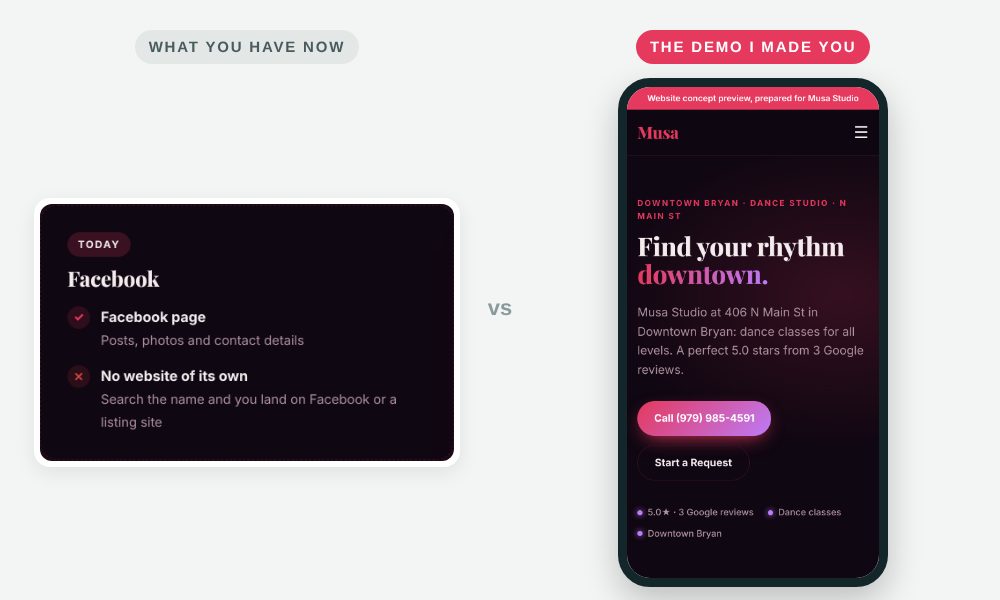 WHAT YOU HAVE NOW
TODAY
Facebook
Facebook page
Posts, photos and contact details
No website of its own
Search the name and you land on Facebook or a
listing site
vs
THE DEMO I MADE YOU
Website concept preview, prepared for Musa Studio
Musa
DOWNTOWN BRYAN · DANCE STUDIO · N
MAIN ST
Find your rhythm
downtown.
Musa Studio at 406 N Main St in
Downtown Bryan: dance classes for all
levels. A perfect 5.0 stars from 3 Google
reviews.
Call (979) 985-4591
Start a Request
5.0★ · 3 Google reviews
Dance classes
Downtown Bryan